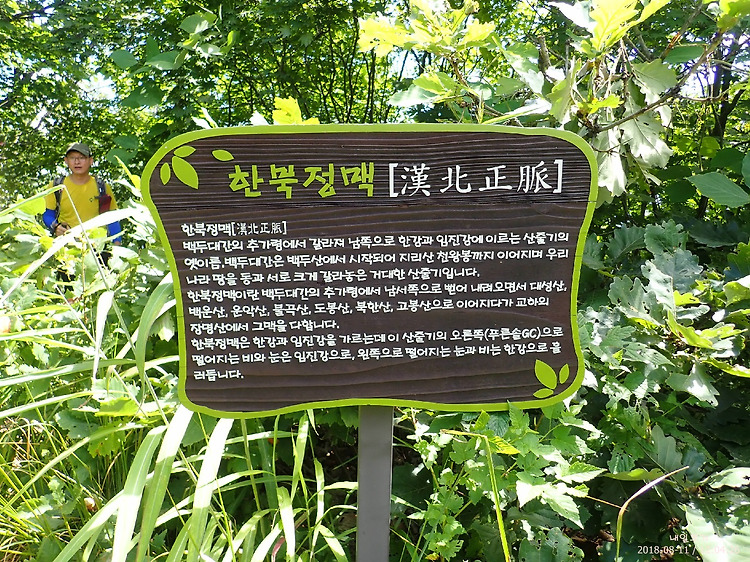 한북정맥 [漢北正脈]
한북정맥[漢北正脈]
백두대간의 추가령에서 갈라져 남쪽으로 한강과 임진강에 이르는 산줄기의
옛이름. 백두대간은 백두산에서 시작되어 지리산 천왕봉까지 이어지며 우리
나라 땅을 동과 서로 크게 갈라놓은 거대한 산줄기입니다.
한북정맥이란 백두대간의 추가령에서 남서쪽으로 뻗어 내려오면서 대성산,
백운산, 운악산, 불곡산, 도봉산, 북한산, 고봉산으로 이어지다가 교하의
장명산에서 그맥을 다합니다.
한북정맥은 한강과 임진강을 가르는데 이 산줄기의 오른쪽(푸른솔GC)으로
떨어지는 비와 눈은 임진강으로, 왼쪽으로 떨어지는 눈과 비는 한강으로 흘
러듭니다.
2018-08-11